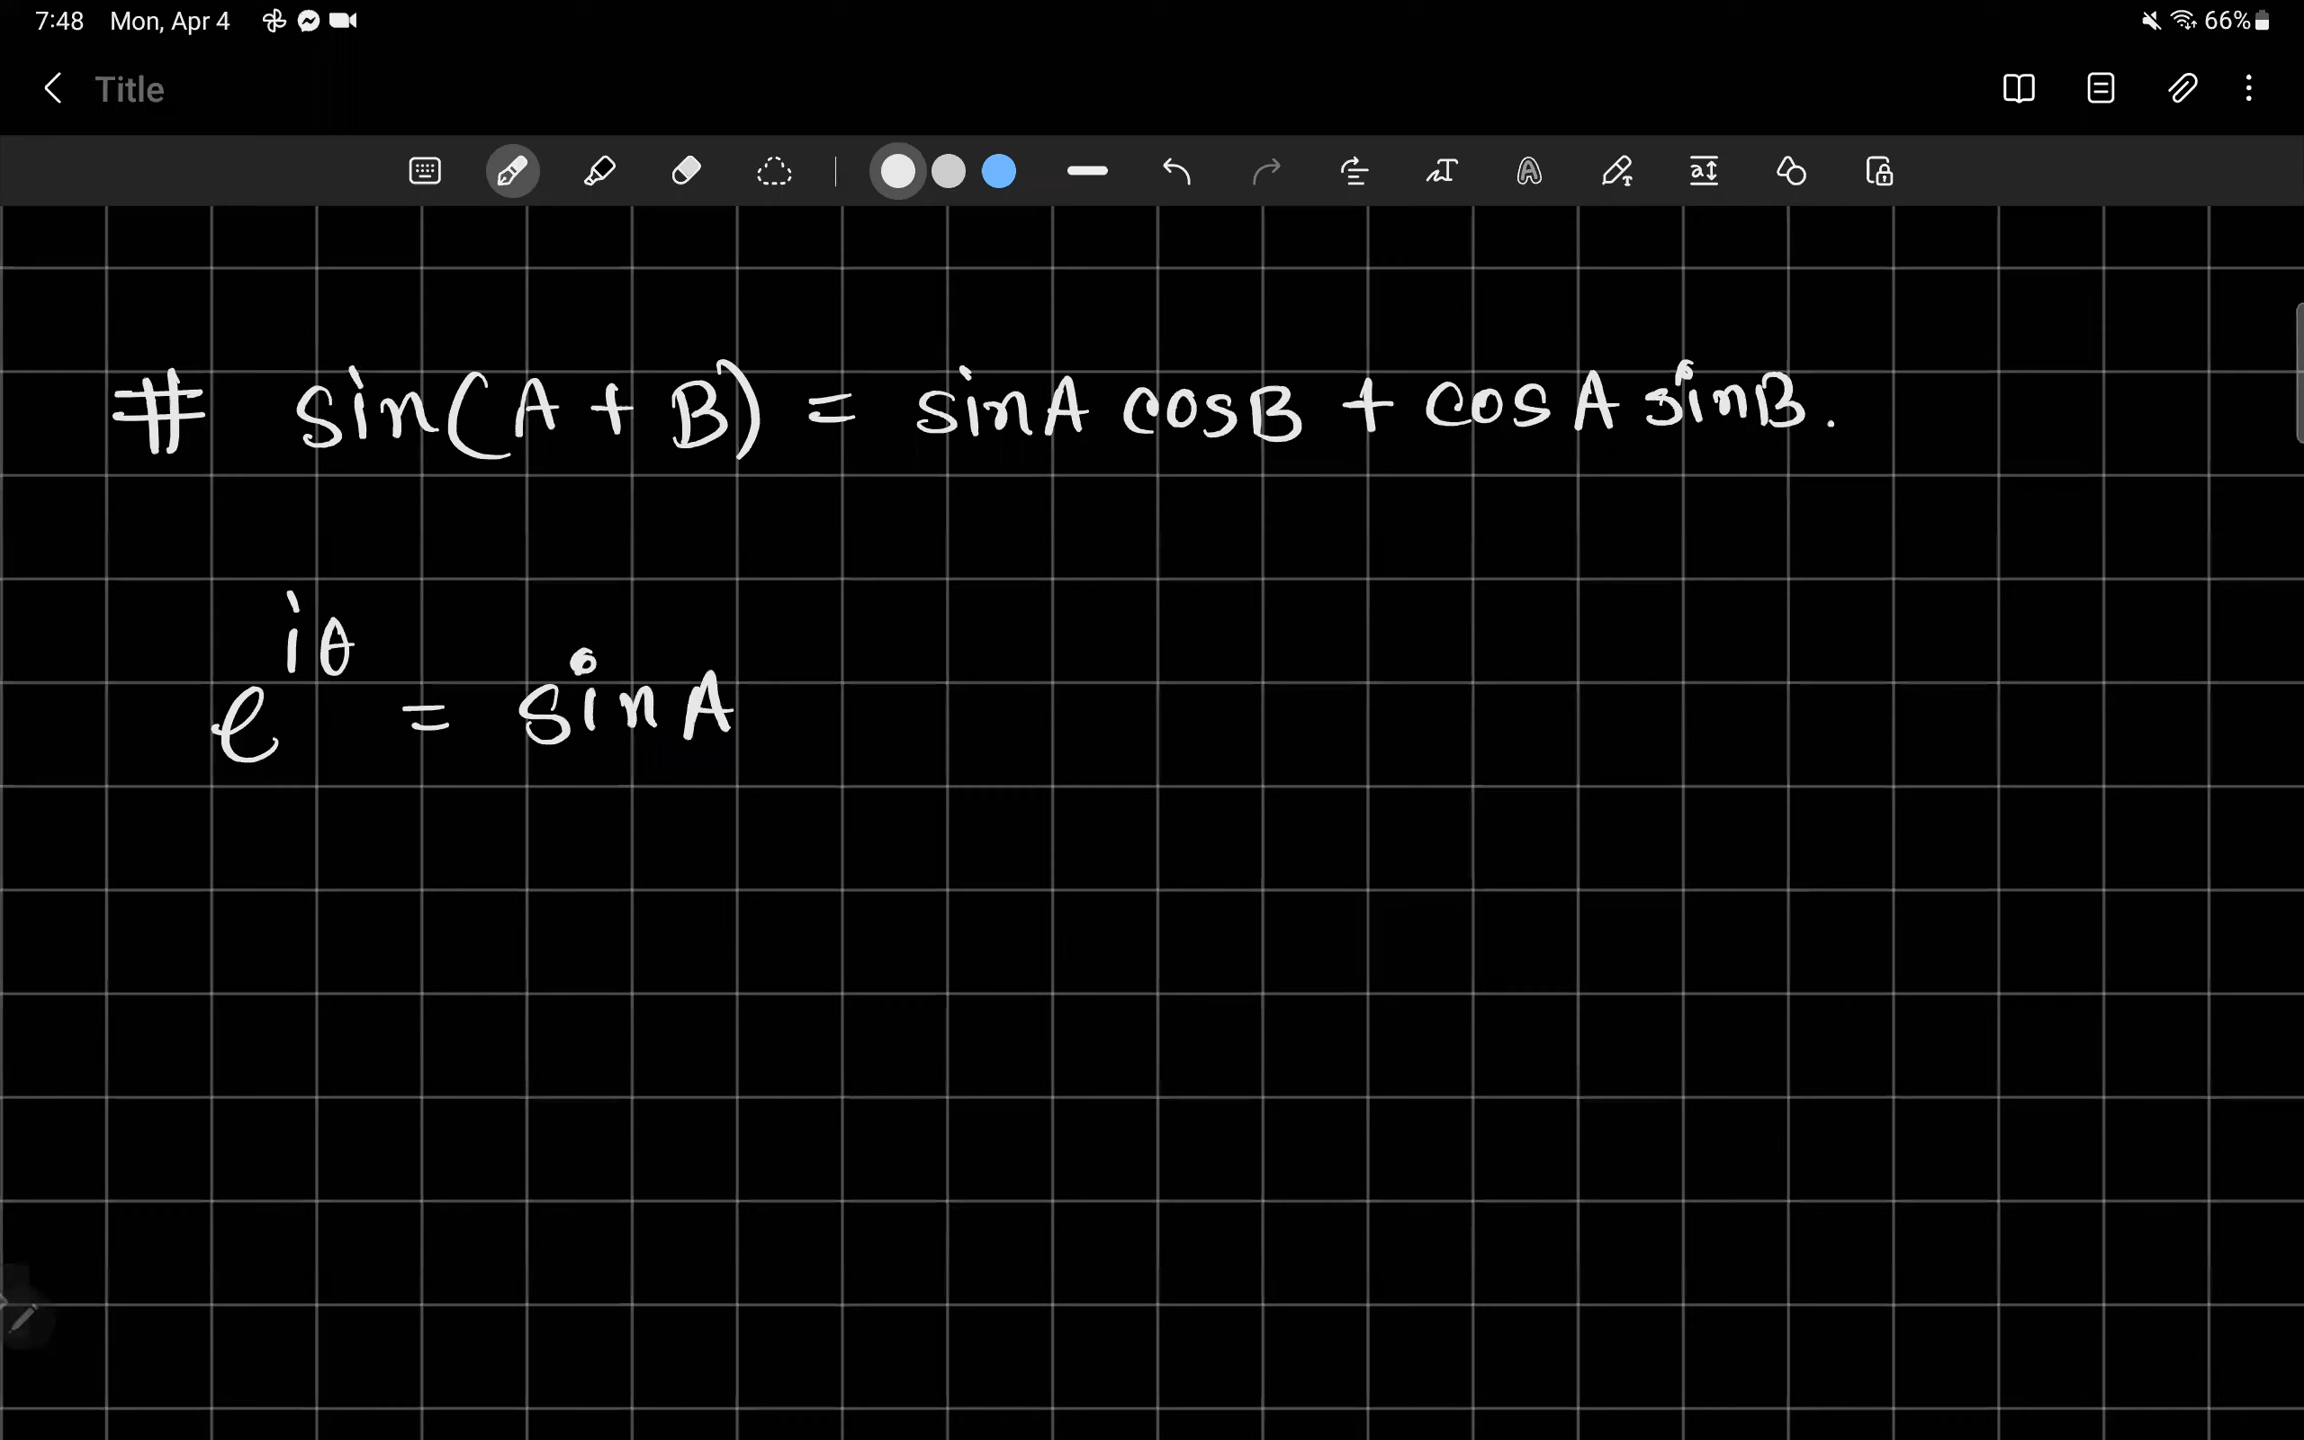 7:48 Mon, Apr 4 66%
Title
# sin(A + B) = sinA cosB + cosA sinB.
e^{iθ} = sinA